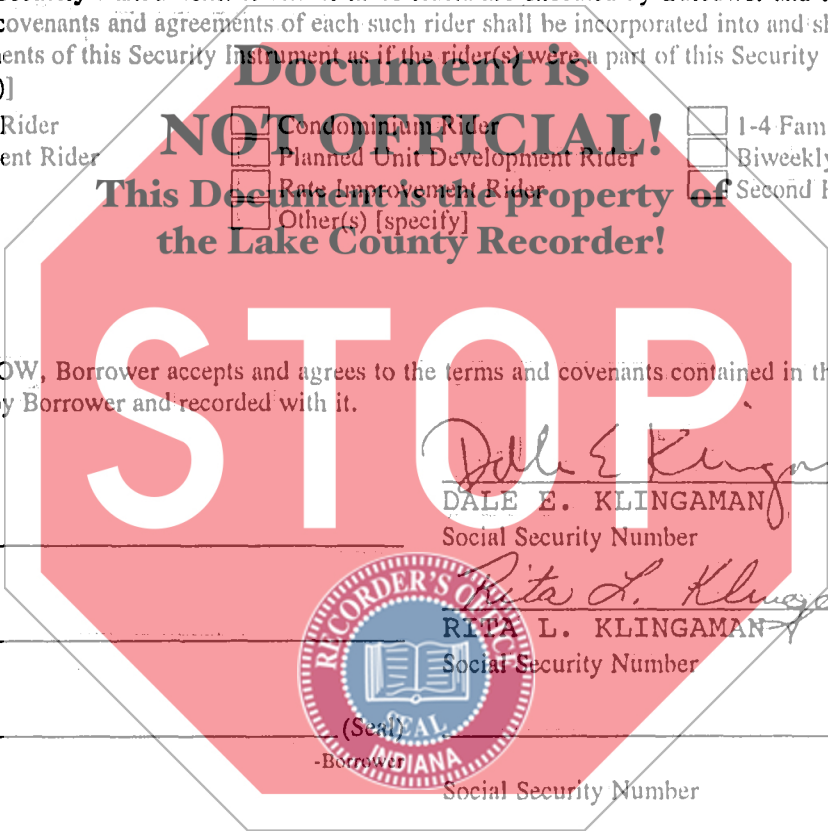 covenants and agreements of each such rider shall be incorporated into and sh
ents of this Security Instrument as if the rider(s) were a part of this Security
)]
Document is
Rider
Condominium Rider
1-4 Fam
NOT OFFICIAL!
ent Rider
Planned Unit Development Rider
Biweekly
This Document is the property of
Rate Improvement Rider
Second
Other(s) [specify]
the Lake County Recorder!
STOP
OW, Borrower accepts and agrees to the terms and covenants contained in th
y Borrower and recorded with it.
Dale E Klingam
DALE E. KLINGAMAN
Social Security Number
Rita L. Klinga
RITA L. KLINGAMAN
Social Security Number
RECORDER'S OFFICE
SEAL
INDIANA
(Seal)
-Borrower
Social Security Number